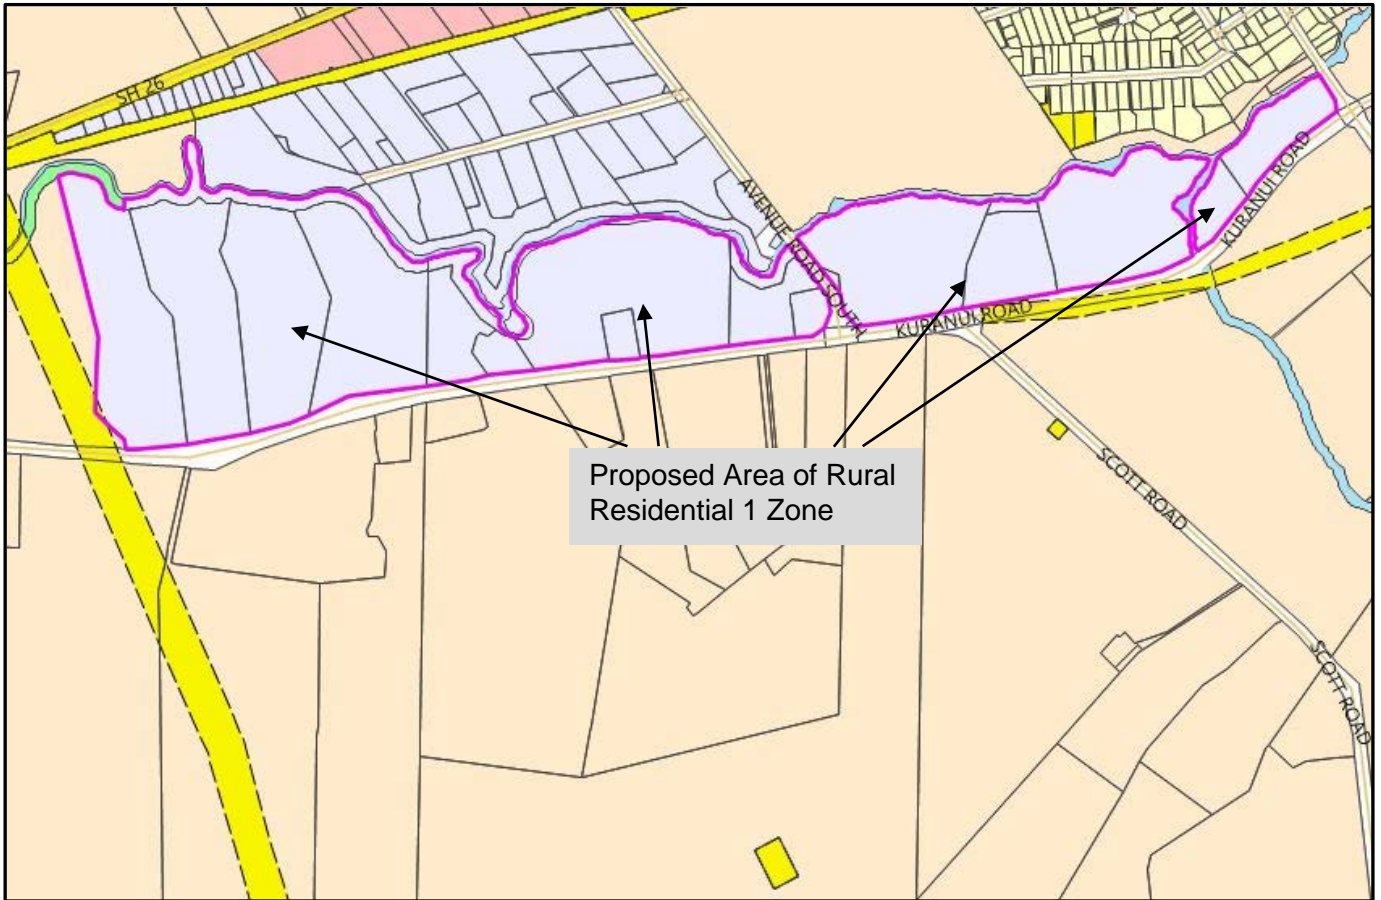 SH 26
AVENUE ROAD SOUTH
KURANUI ROAD
KURANUI ROAD
Proposed Area of Rural
Residential 1 Zone
SCOTT ROAD
SCOTT ROAD